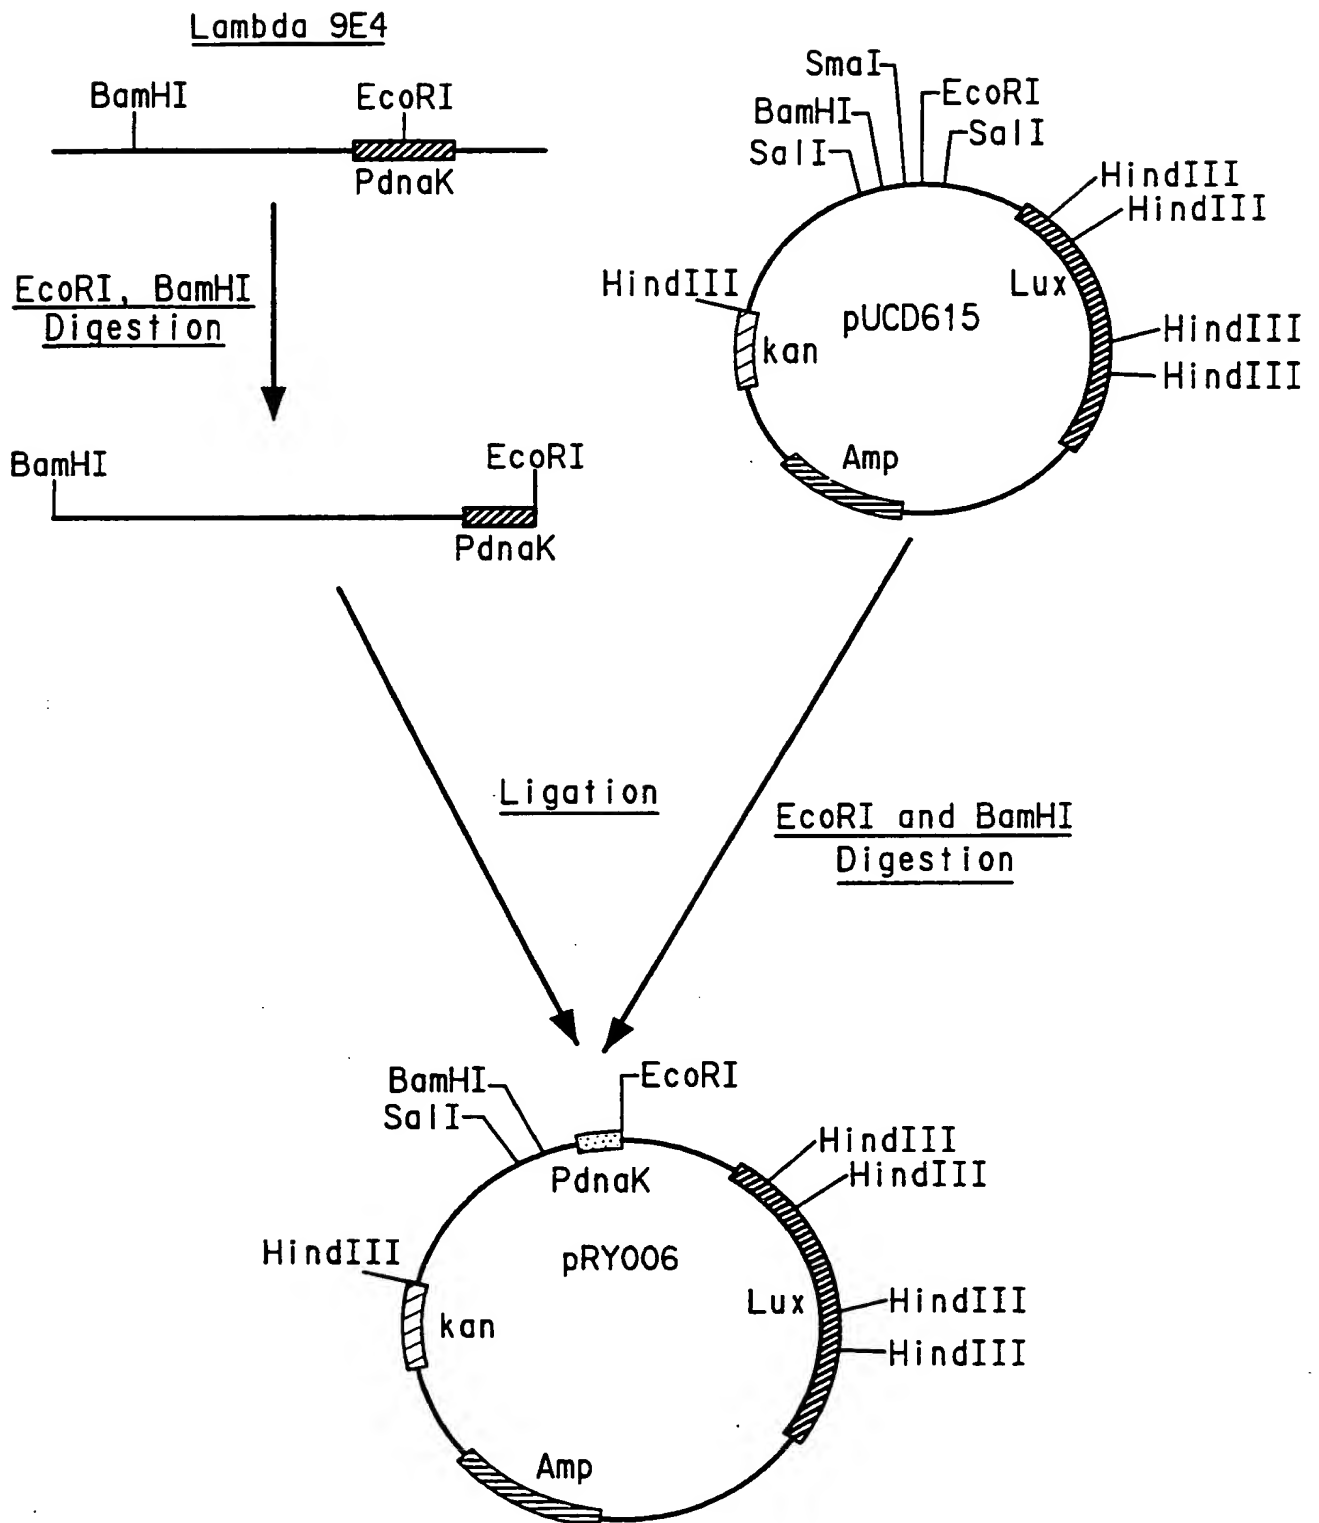 Lambda 9E4
BamHI
EcoRI
PdnaK
EcoRI, BamHI
Digestion
BamHI
EcoRI
PdnaK
SmaI
BamHI
SalI
EcoRI
SalI
HindIII
HindIII
Lux
HindIII
pUCD615
kan
HindIII
HindIII
Amp
Ligation
EcoRI and BamHI
Digestion
BamHI
SalI
EcoRI
PdnaK
HindIII
HindIII
HindIII
pRY006
kan
Lux
HindIII
HindIII
Amp